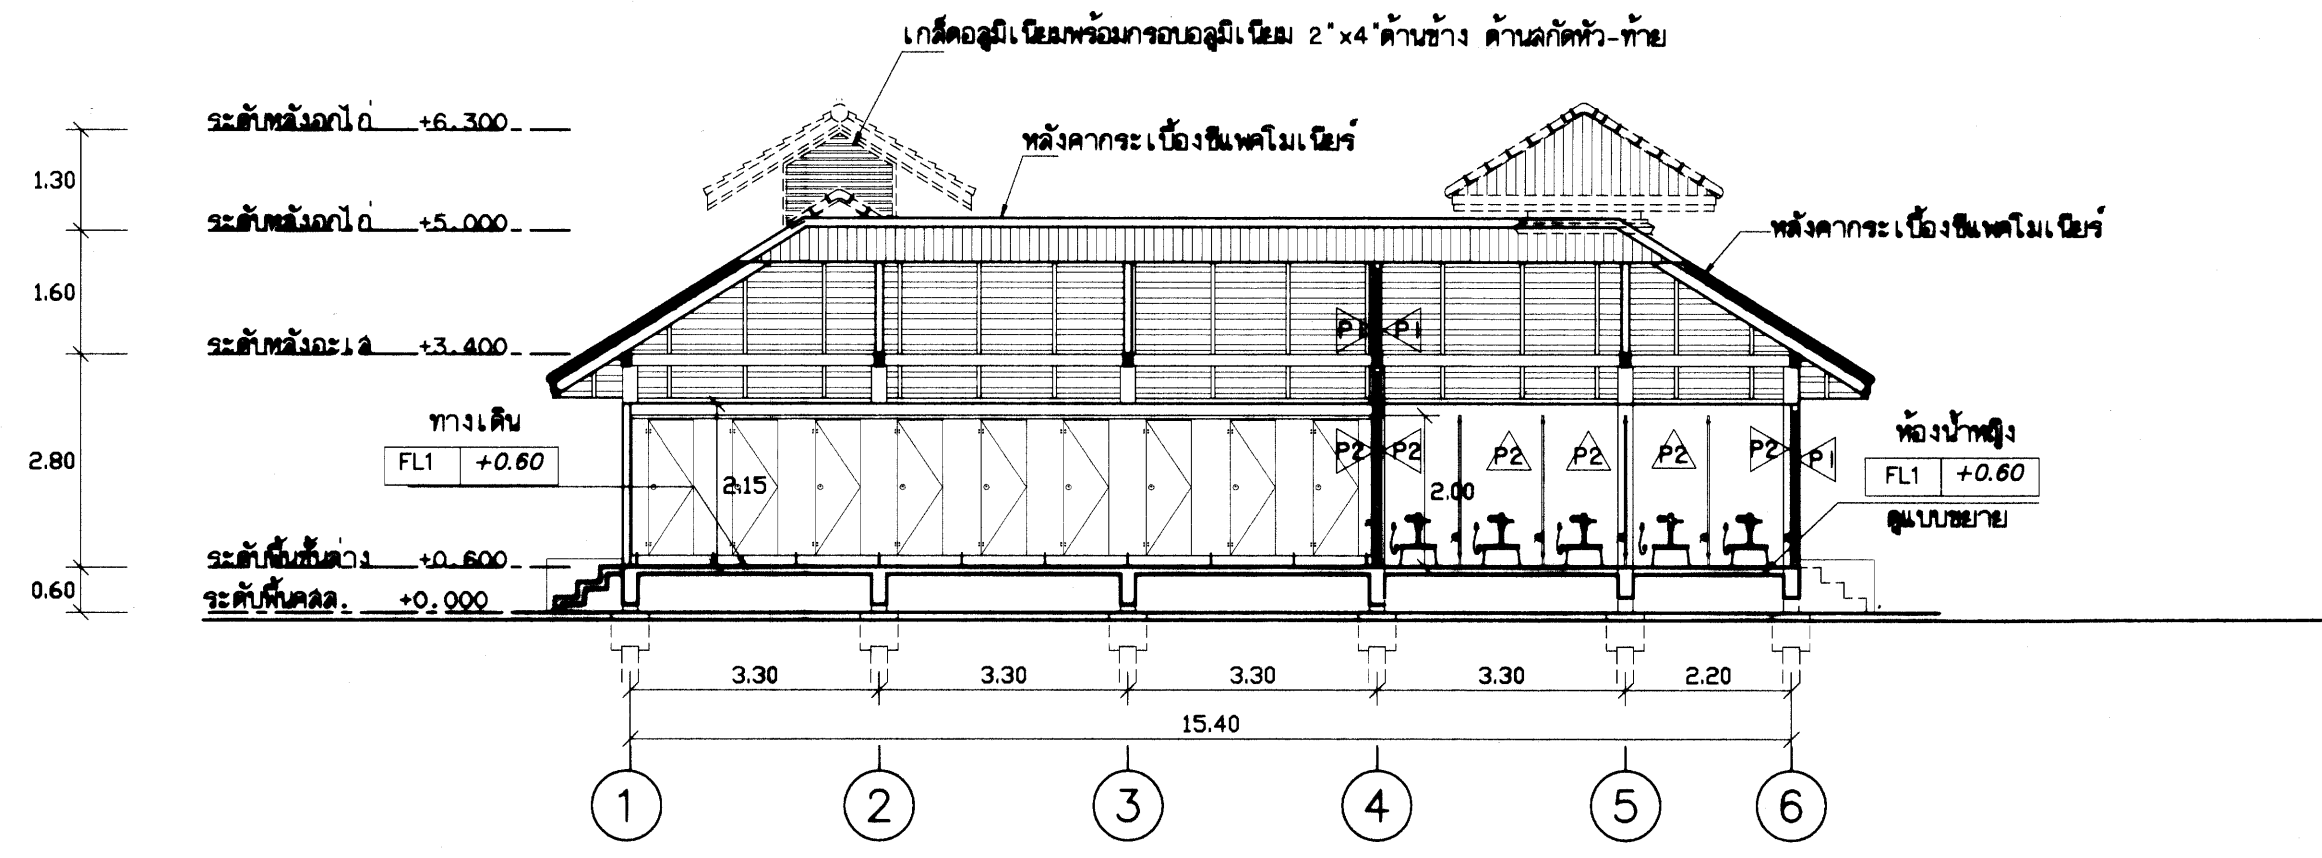 เกล็ดอลูมิเนียมพร้อมกรอบอลูมิเนียม 2"x4"ด้านข้าง ด้านสกัดหัว-ท้าย
ระดับหลังอกไก่ +6.300
หลังคากระเบื้องซีแพคโมเนียร์
1.30
ระดับหลังอกไก่ +5.000
หลังคากระเบื้องซีแพคโมเนียร์
1.60
P1 P1
ระดับหลังอะเส +3.400
ทางเดิน
FL1 +0.60
2.80
2.15
P2 P2 P2 P2 P2 P2 P1
2.00
ห้องน้ำหญิง
FL1 +0.60
ดูแบบขยาย
ระดับพื้นชั้นล่าง +0.600
0.60
ระดับพื้นคสล. +0.000
3.30 3.30 3.30 3.30 2.20
15.40
1 2 3 4 5 6